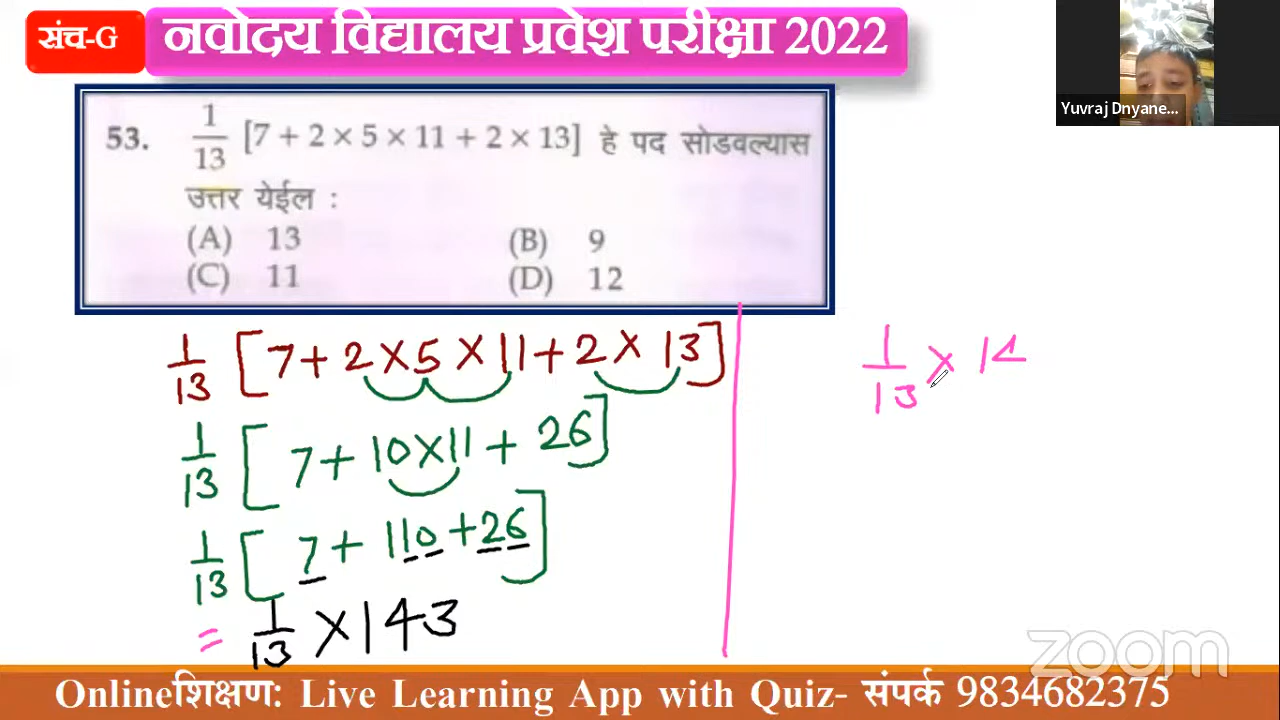 संच-G
नवोदय विद्यालय प्रवेश परीक्षा 2022
Yuvraj Dnyane...
53. 1/13 [7 + 2 × 5 × 11 + 2 × 13] हे पद सोडवल्यास
उत्तर येईल :
(A) 13 (B) 9
(C) 11 (D) 12
1/13 [7 + 2 × 5 × 11 + 2 × 13]
1/13 [7 + 10 × 11 + 26]
1/13 [7 + 110 + 26]
= 1/13 × 143
1/13 × 14
zoom
Onlineशिक्षण: Live Learning App with Quiz- संपर्क 9834682375